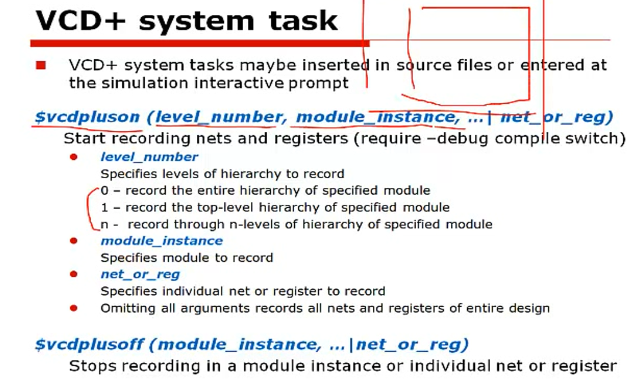 VCD+ system task
VCD+ system tasks maybe inserted in source files or entered at
the simulation interactive prompt
$vcdpluson (level_number, module_instance, ...| net_or_reg)
Start recording nets and registers (require –debug compile switch)
level_number
Specifies levels of hierarchy to record
0 – record the entire hierarchy of specified module
1 – record the top-level hierarchy of specified module
n - record through n-levels of hierarchy of specified module
module_instance
Specifies module to record
net_or_reg
Specifies individual net or register to record
Omitting all arguments records all nets and registers of entire design
$vcdplusoff (module_instance, ...|net_or_reg)
Stops recording in a module instance or individual net or register